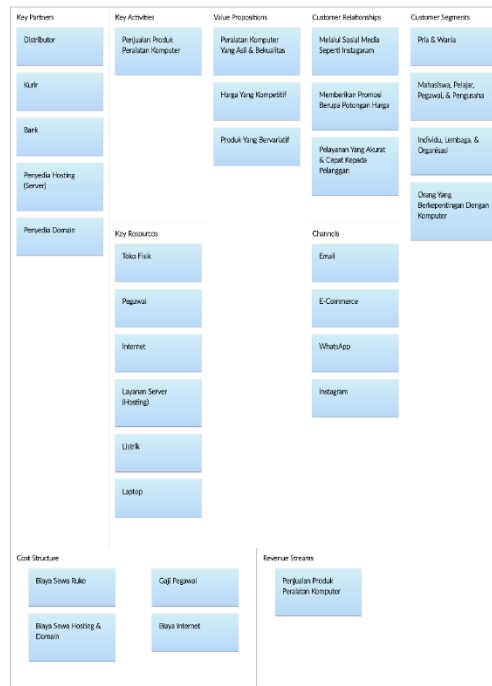 Key Partners
Distributor
Kurir
Bank
Penyedia Hosting
(Server)
Penyedia Domain
Key Activities
Penjualan Produk
Peralatan Komputer
Key Resources
Toko Fisik
Pegawai
Internet
Layanan Server
(Hosting)
Listrik
Laptop
Value Propositions
Peralatan Komputer
Yang Asli & Bekualitas
Harga Yang Kompetitif
Produk Yang Bervariatif
Customer Relationships
Melalui Sosial Media
Seperti Instagaram
Memberikan Promosi
Berupa Potongan Harga
Pelayanan Yang Akurat
& Cepat Kepada
Pelanggan
Channels
Email
E-Commerce
WhatsApp
Instagram
Customer Segments
Pria & Wania
Mahasiswa, Pelajar,
Pegawai, & Pengusaha
Individu, Lembaga, &
Organisasi
Orang Yang
Berkepentingan Dengan
Komputer
Cost Structure
Biaya Sewa Ruko
Gaji Pegawai
Biaya Sewa Hosting &
Domain
Biaya Internet
Revenue Streams
Penjualan Produk
Peralatan Komputer